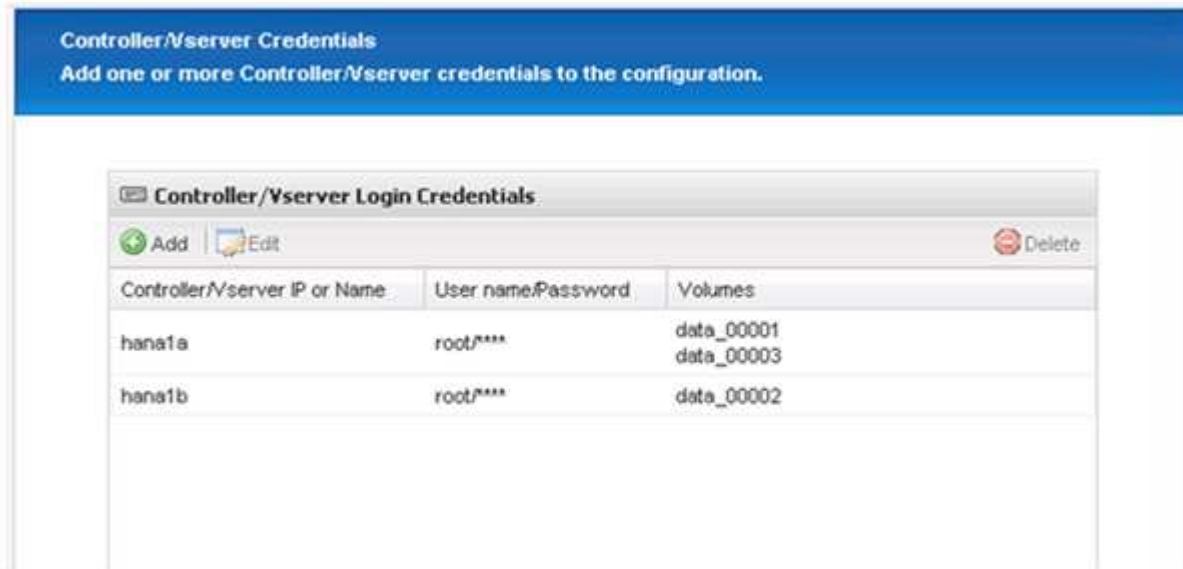 Controller/Vserver Credentials
Add one or more Controller/Vserver credentials to the configuration.
Controller/Vserver Login Credentials
Add Edit Delete
Controller/Vserver IP or Name User name/Password Volumes
hana1a root/**** data_00001
data_00003
hana1b root/**** data_00002